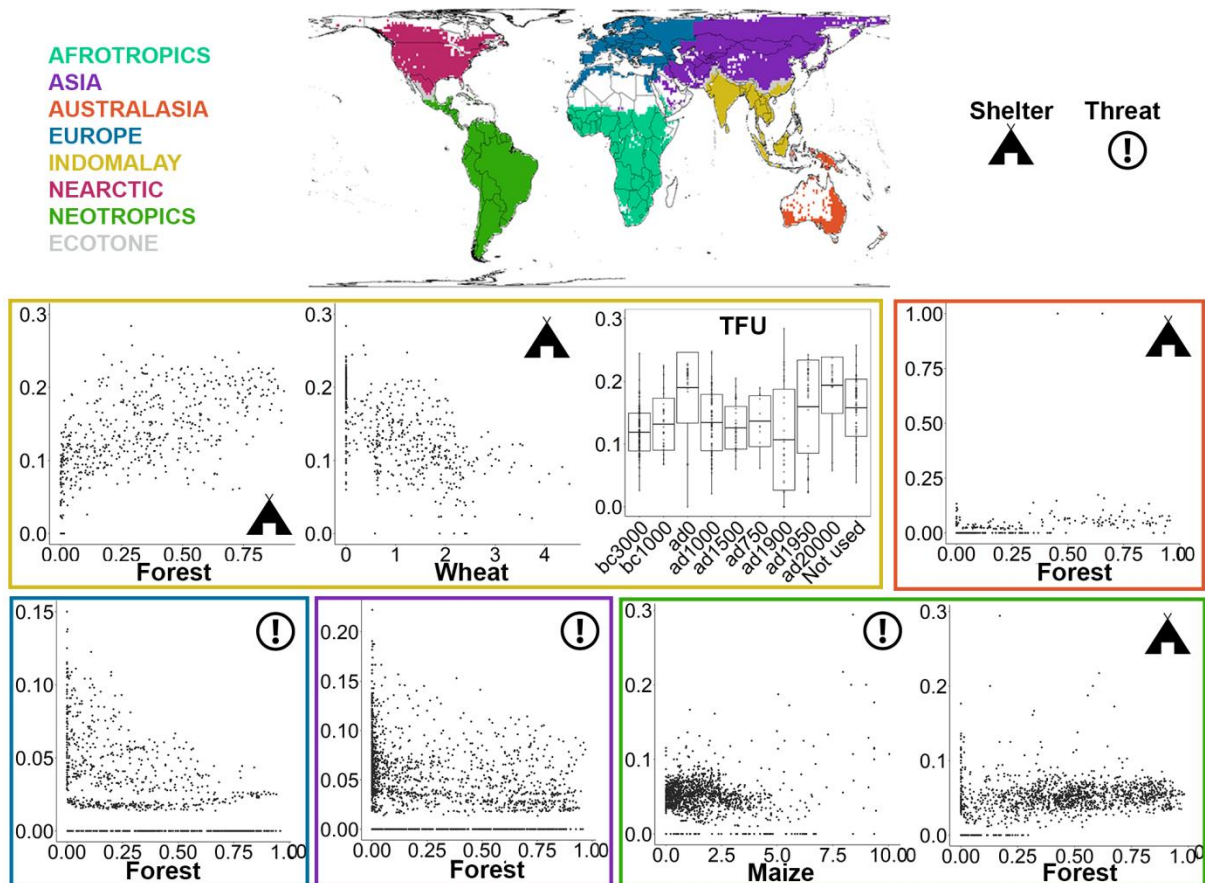 AFROTROPICS
ASIA
AUSTRALASIA
EUROPE
INDOMALAY
NEARCTIC
NEOTROPICS
ECOTONE
Shelter Threat
!
0.3
0.2
0.1
0.0
0.00 0.25 0.50 0.75
Forest
0.3
0.2
0.1
0.0
0 1 2 3 4
Wheat
TFU
0.3
0.2
0.1
0.0
bc3000
bc1000
ad0
ad1000
ad1500
ad1750
ad1900
ad1950
ad20000
Not used
1.00
0.75
0.50
0.25
0.00
0.00 0.25 0.50 0.75 1.00
Forest
!
0.15
0.10
0.05
0.00
0.00 0.25 0.50 0.75 1.00
Forest
!
0.20
0.15
0.10
0.05
0.00
0.00 0.25 0.50 0.75 1.00
Forest
!
0.3
0.2
0.1
0.0
0.00 2.5 5.0 7.5 10.00
Maize
0.3
0.2
0.1
0.0
0.00 0.25 0.50 0.75 1.00
Forest